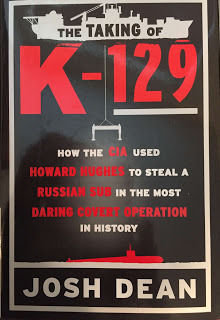 THE TAKING OF
K-129
HOW THE CIA USED
HOWARD HUGHES TO STEAL A
RUSSIAN SUB IN THE MOST
DARING COVERT OPERATION
IN HISTORY
JOSH DEAN